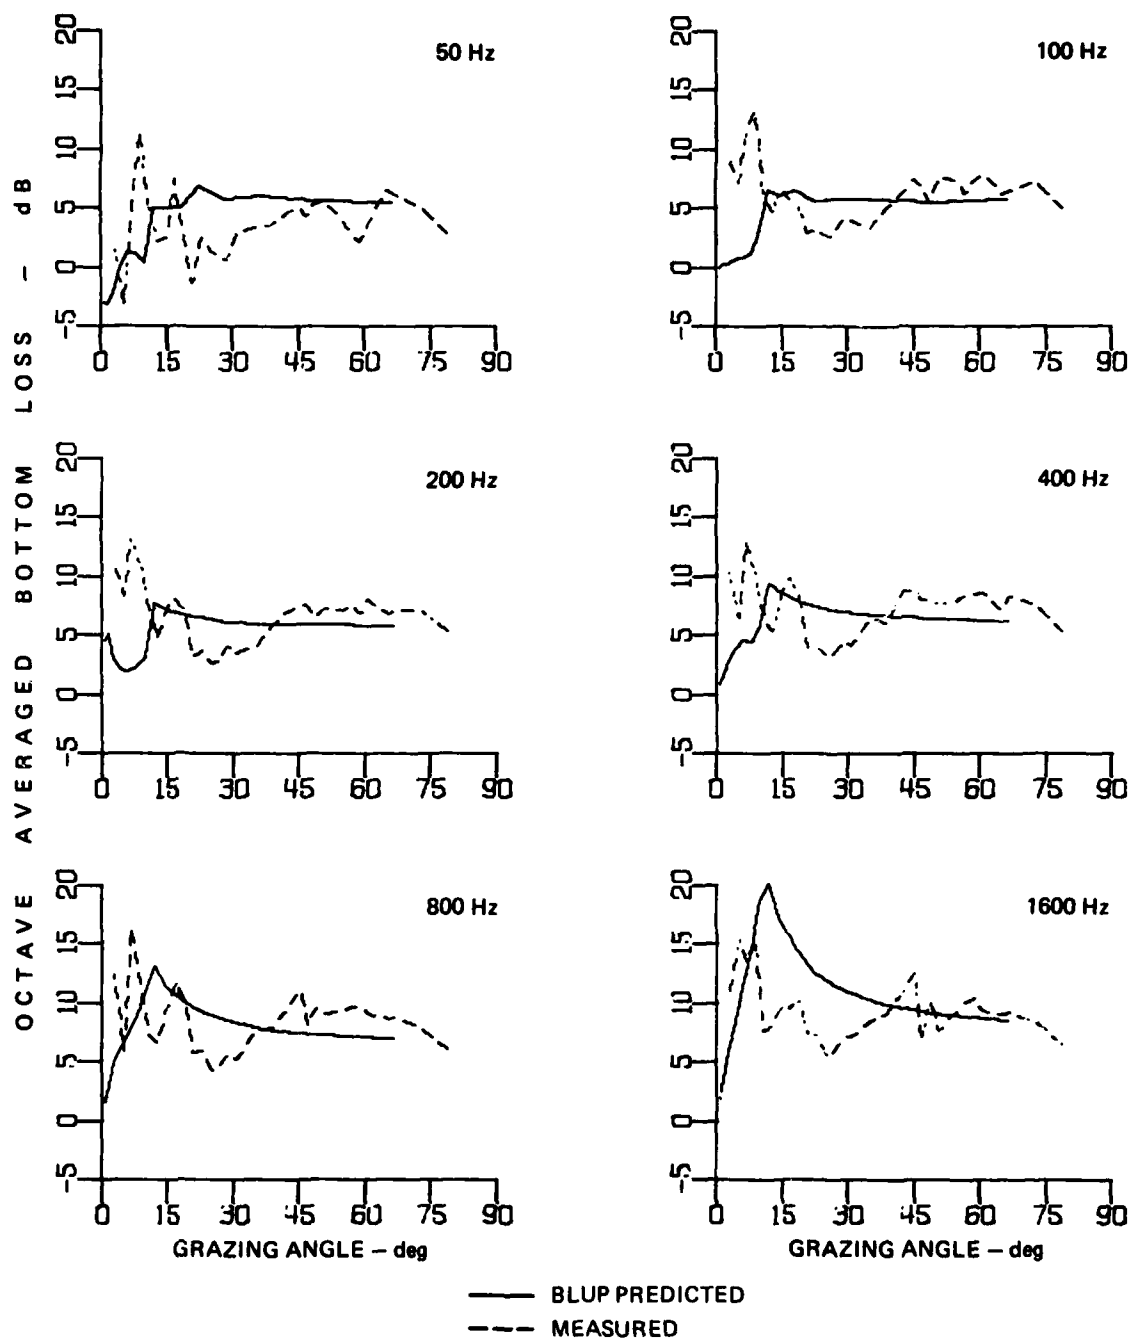 OCTAVE AVERAGED BOTTOM LOSS – dB
50 Hz
20
15
10
5
0
-5
0 15 30 45 60 75 90
100 Hz
20
15
10
5
0
-5
0 15 30 45 60 75 90
200 Hz
20
15
10
5
0
-5
0 15 30 45 60 75 90
400 Hz
20
15
10
5
0
-5
0 15 30 45 60 75 90
800 Hz
20
15
10
5
0
-5
0 15 30 45 60 75 90
GRAZING ANGLE – deg
1600 Hz
20
15
10
5
0
-5
0 15 30 45 60 75 90
GRAZING ANGLE – deg
BLUP PREDICTED
MEASURED